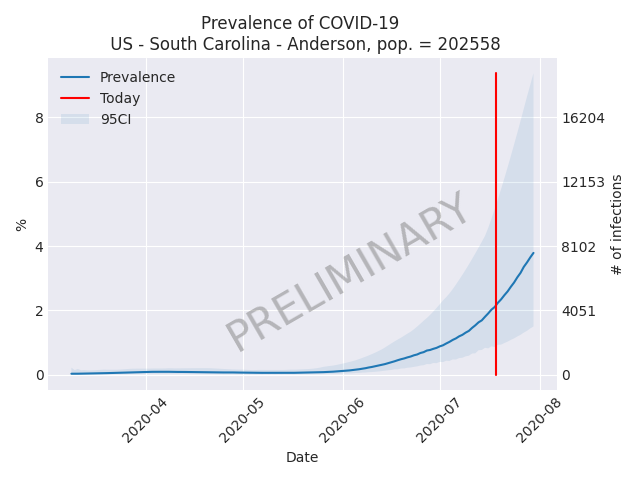 Prevalence of COVID-19
US - South Carolina - Anderson, pop. = 202558
Prevalence
Today
95CI
8
6
4
2
0
%
16204
12153
8102
4051
0
# of infections
PRELIMINARY
2020-04
2020-05
2020-06
2020-07
2020-08
Date